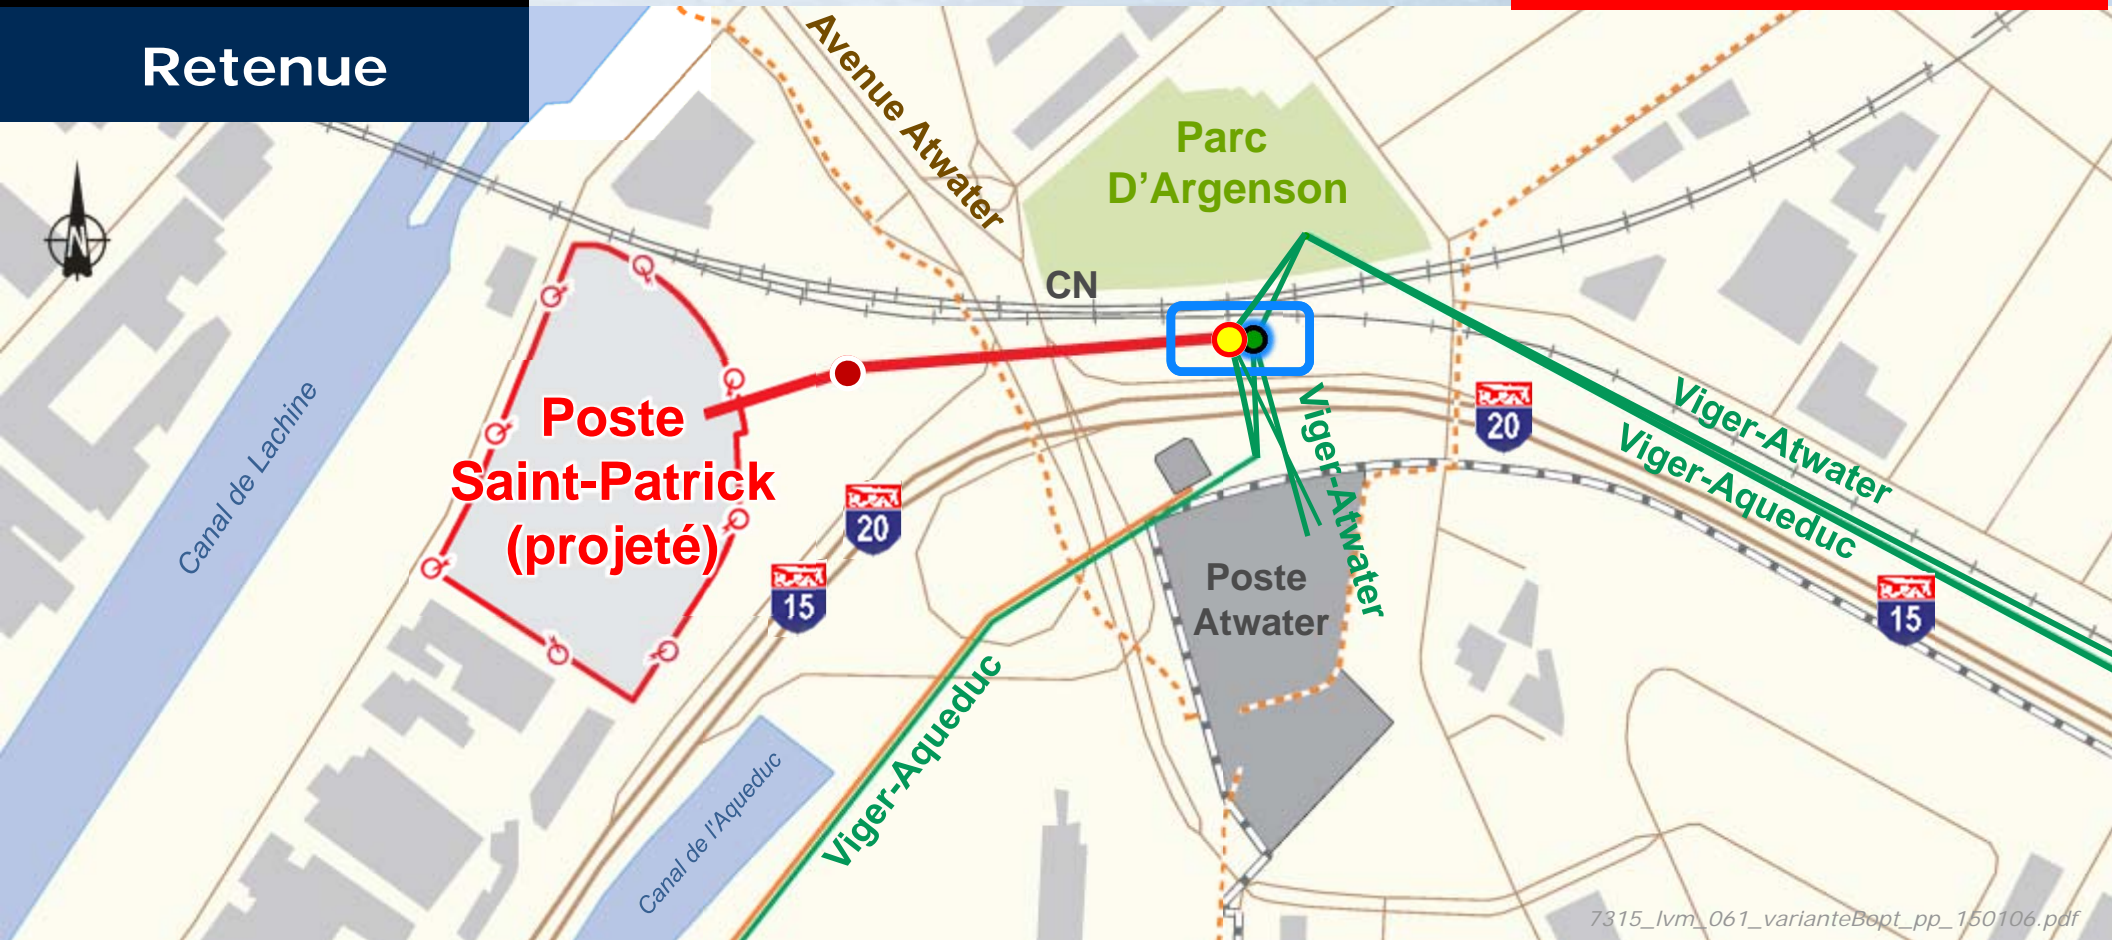 Retenue
Avenue Atwater
Parc
D'Argenson
N
CN
Poste
Saint-Patrick
(projeté)
Canal de Lachine
20
15
Viger-Atwater
20
Viger-Atwater
Viger-Aqueduc
15
Poste
Atwater
Viger-Aqueduc
Canal de l'Aqueduc
7315_lvm_061_varianteBopt_pp_150106.pdf